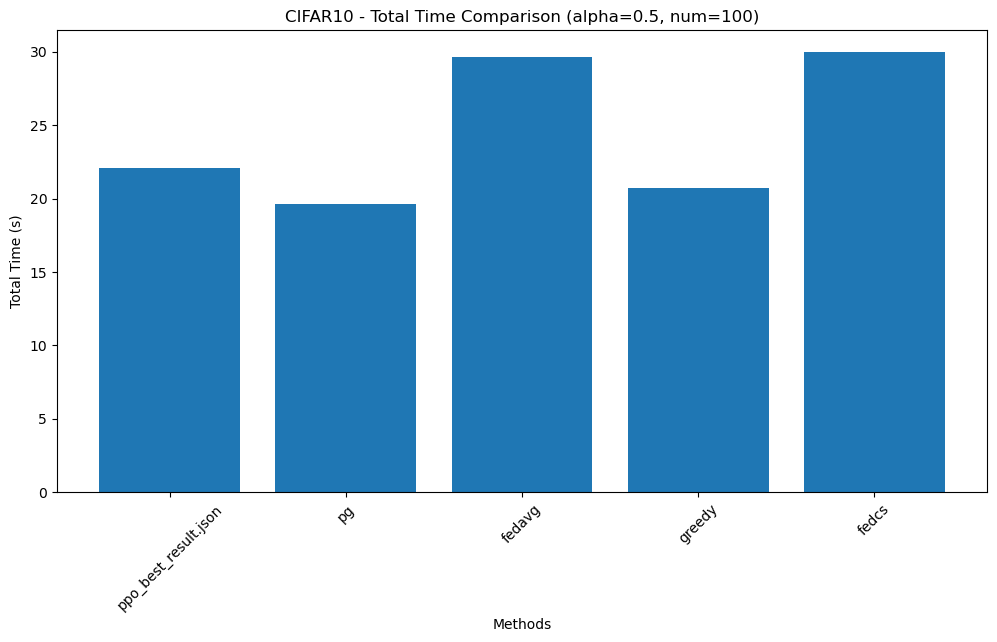 CIFAR10 - Total Time Comparison (alpha=0.5, num=100)
Total Time (s)
30
25
20
15
10
5
0
ppo_best_result.json
pg
fedavg
greedy
fedcs
Methods